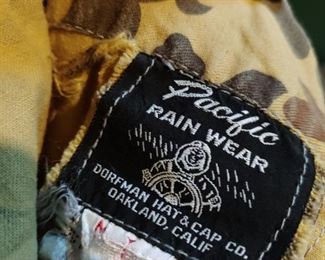 Pacific
RAIN WEAR
DORFMAN HAT & CAP CO.
OAKLAND, CALIF